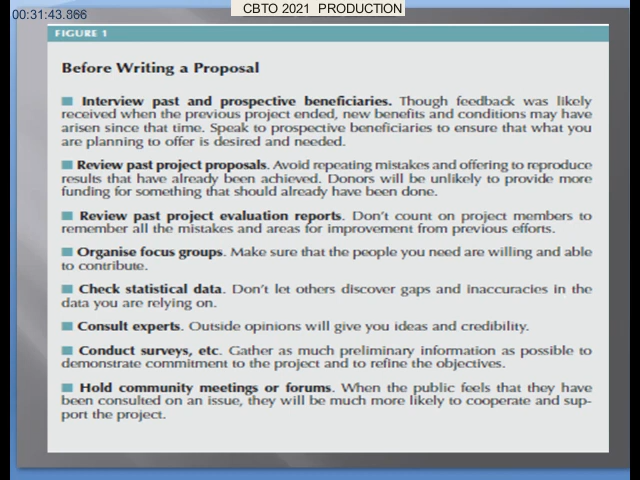 CBTO 2021 PRODUCTION
00:31:43.866
FIGURE 1
Before Writing a Proposal
Interview past and prospective beneficiaries. Though feedback was likely
received when the previous project ended, new benefits and conditions may have
arisen since that time. Speak to prospective beneficiaries to ensure that what you
are planning to offer is desired and needed.
Review past project proposals. Avoid repeating mistakes and offering to reproduce
results that have already been achieved. Donors will be unlikely to provide more
funding for something that should already have been done.
Review past project evaluation reports. Don't count on project members to
remember all the mistakes and areas for improvement from previous efforts.
Organise focus groups. Make sure that the people you need are willing and able
to contribute.
Check statistical data. Don't let others discover gaps and inaccuracies in the
data you are relying on.
Consult experts. Outside opinions will give you ideas and credibility.
Conduct surveys, etc. Gather as much preliminary information as possible to
demonstrate commitment to the project and to refine the objectives.
Hold community meetings or forums. When the public feels that they have
been consulted on an issue, they will be much more likely to cooperate and sup-
port the project.